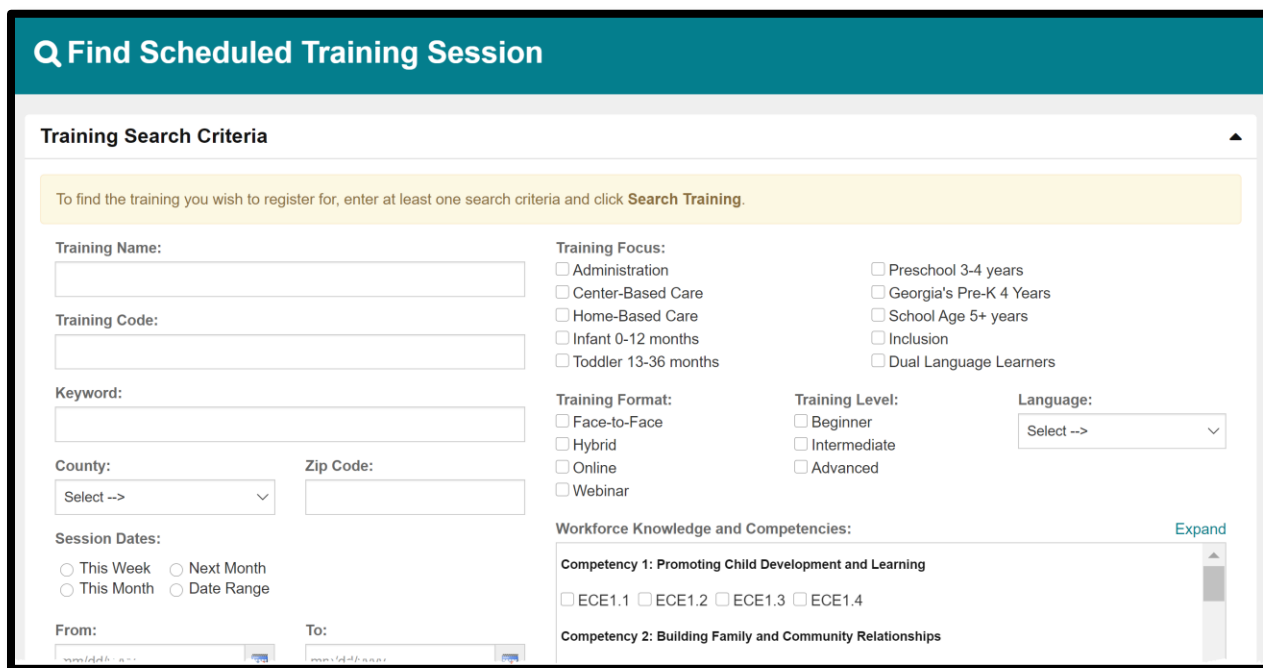 Find Scheduled Training Session
Training Search Criteria
To find the training you wish to register for, enter at least one search criteria and click Search Training.
Training Name:
Training Code:
Keyword:
County:
Zip Code:
Select -->
Session Dates:
This Week
Next Month
This Month
Date Range
From:
To:
Training Focus:
Administration
Center-Based Care
Home-Based Care
Infant 0-12 months
Toddler 13-36 months
Preschool 3-4 years
Georgia's Pre-K 4 Years
School Age 5+ years
Inclusion
Dual Language Learners
Training Format:
Face-to-Face
Hybrid
Online
Webinar
Training Level:
Beginner
Intermediate
Advanced
Language:
Select -->
Workforce Knowledge and Competencies:
Expand
Competency 1: Promoting Child Development and Learning
ECE1.1 ECE1.2 ECE1.3 ECE1.4
Competency 2: Building Family and Community Relationships